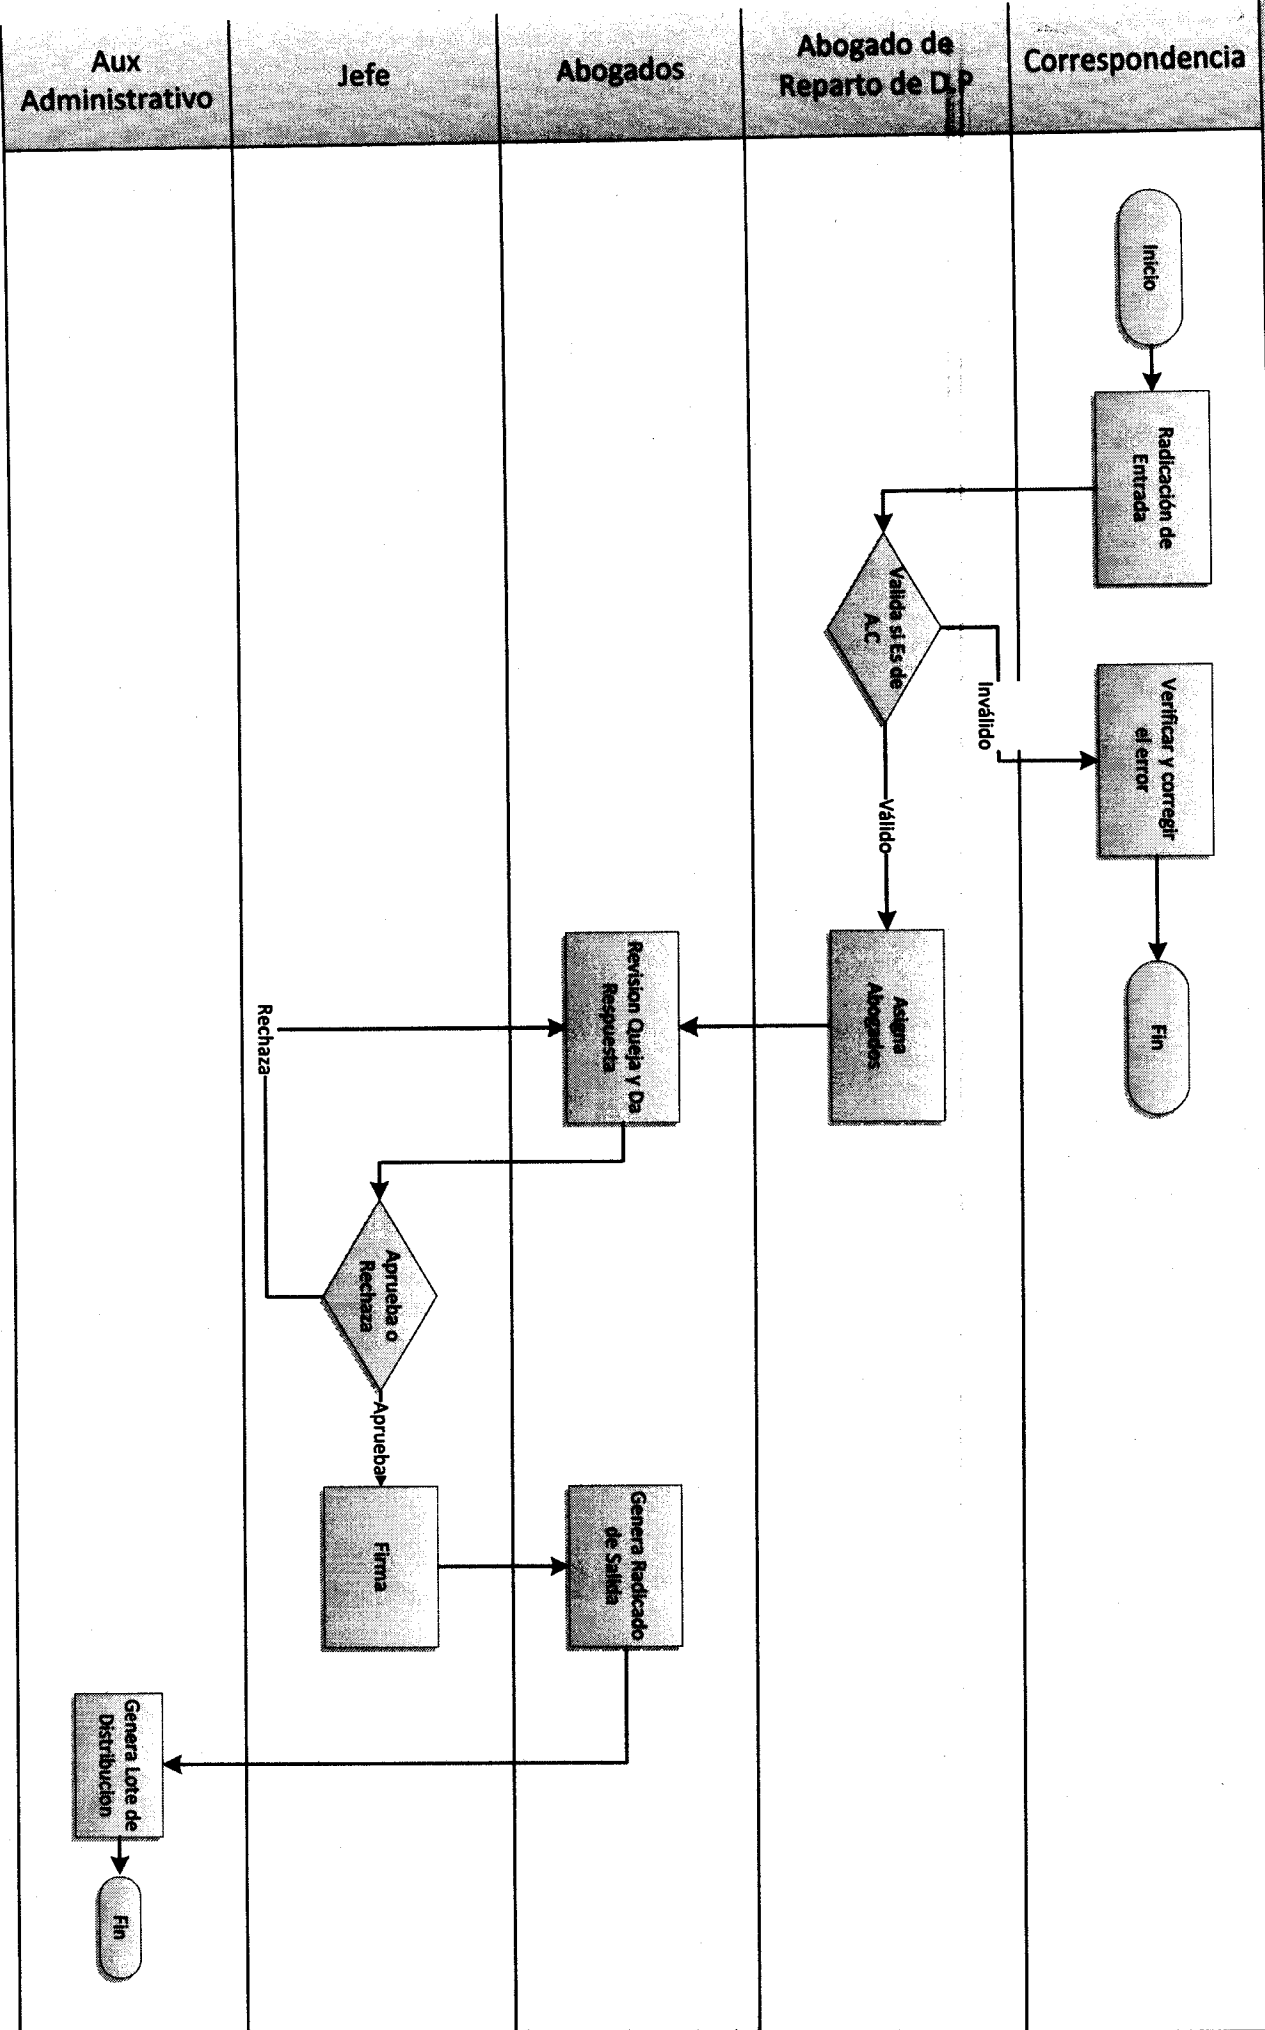 Aux
Administrativo
Jefe
Abogados
Abogado de
Reparto de D.P
Correspondencia
Inicio
Radicación de
Entrada
Valida si Es de
A.C
Inválido
Verificar y corregir
el error
Fin
Válido
Asigna
Abogados
Revision Queja y Da
Respuesta
Rechaza
Aprueba o
Rechaza
Aprueba
Firma
Genera Radicado
de Salida
Genera Lote de
Distribucion
Fin